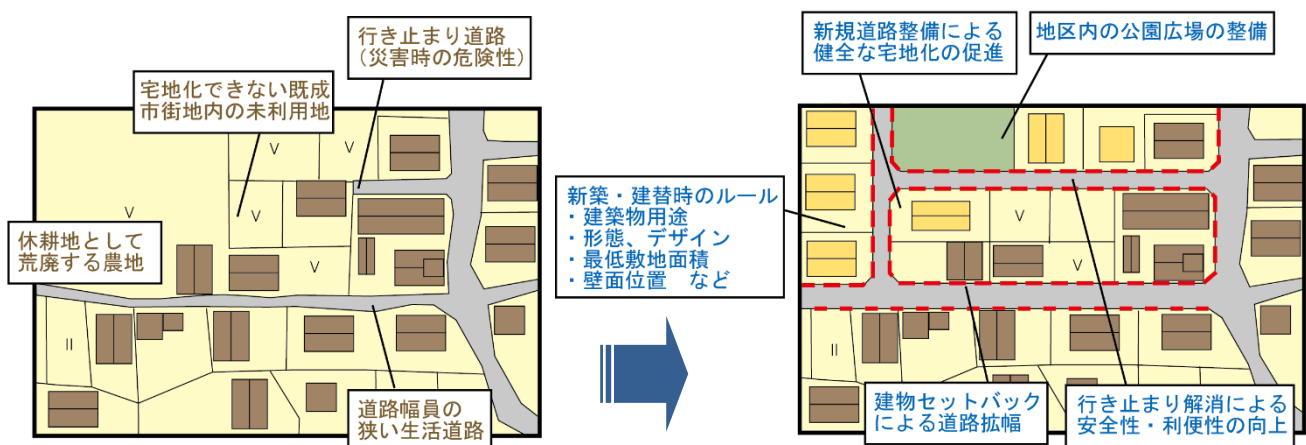 行き止まり道路
(災害時の危険性)
宅地化できない既成
市街地内の未利用地
休耕地として
荒廃する農地
道路幅員の
狭い生活道路
V
V
V
V
V
II
新規道路整備による
健全な宅地化の促進
地区内の公園広場の整備
新築・建替時のルール
・建築物用途
・形態、デザイン
・最低敷地面積
・壁面位置 など
建物セットバック
による道路拡幅
行き止まり解消による
安全性・利便性の向上
V
V
II